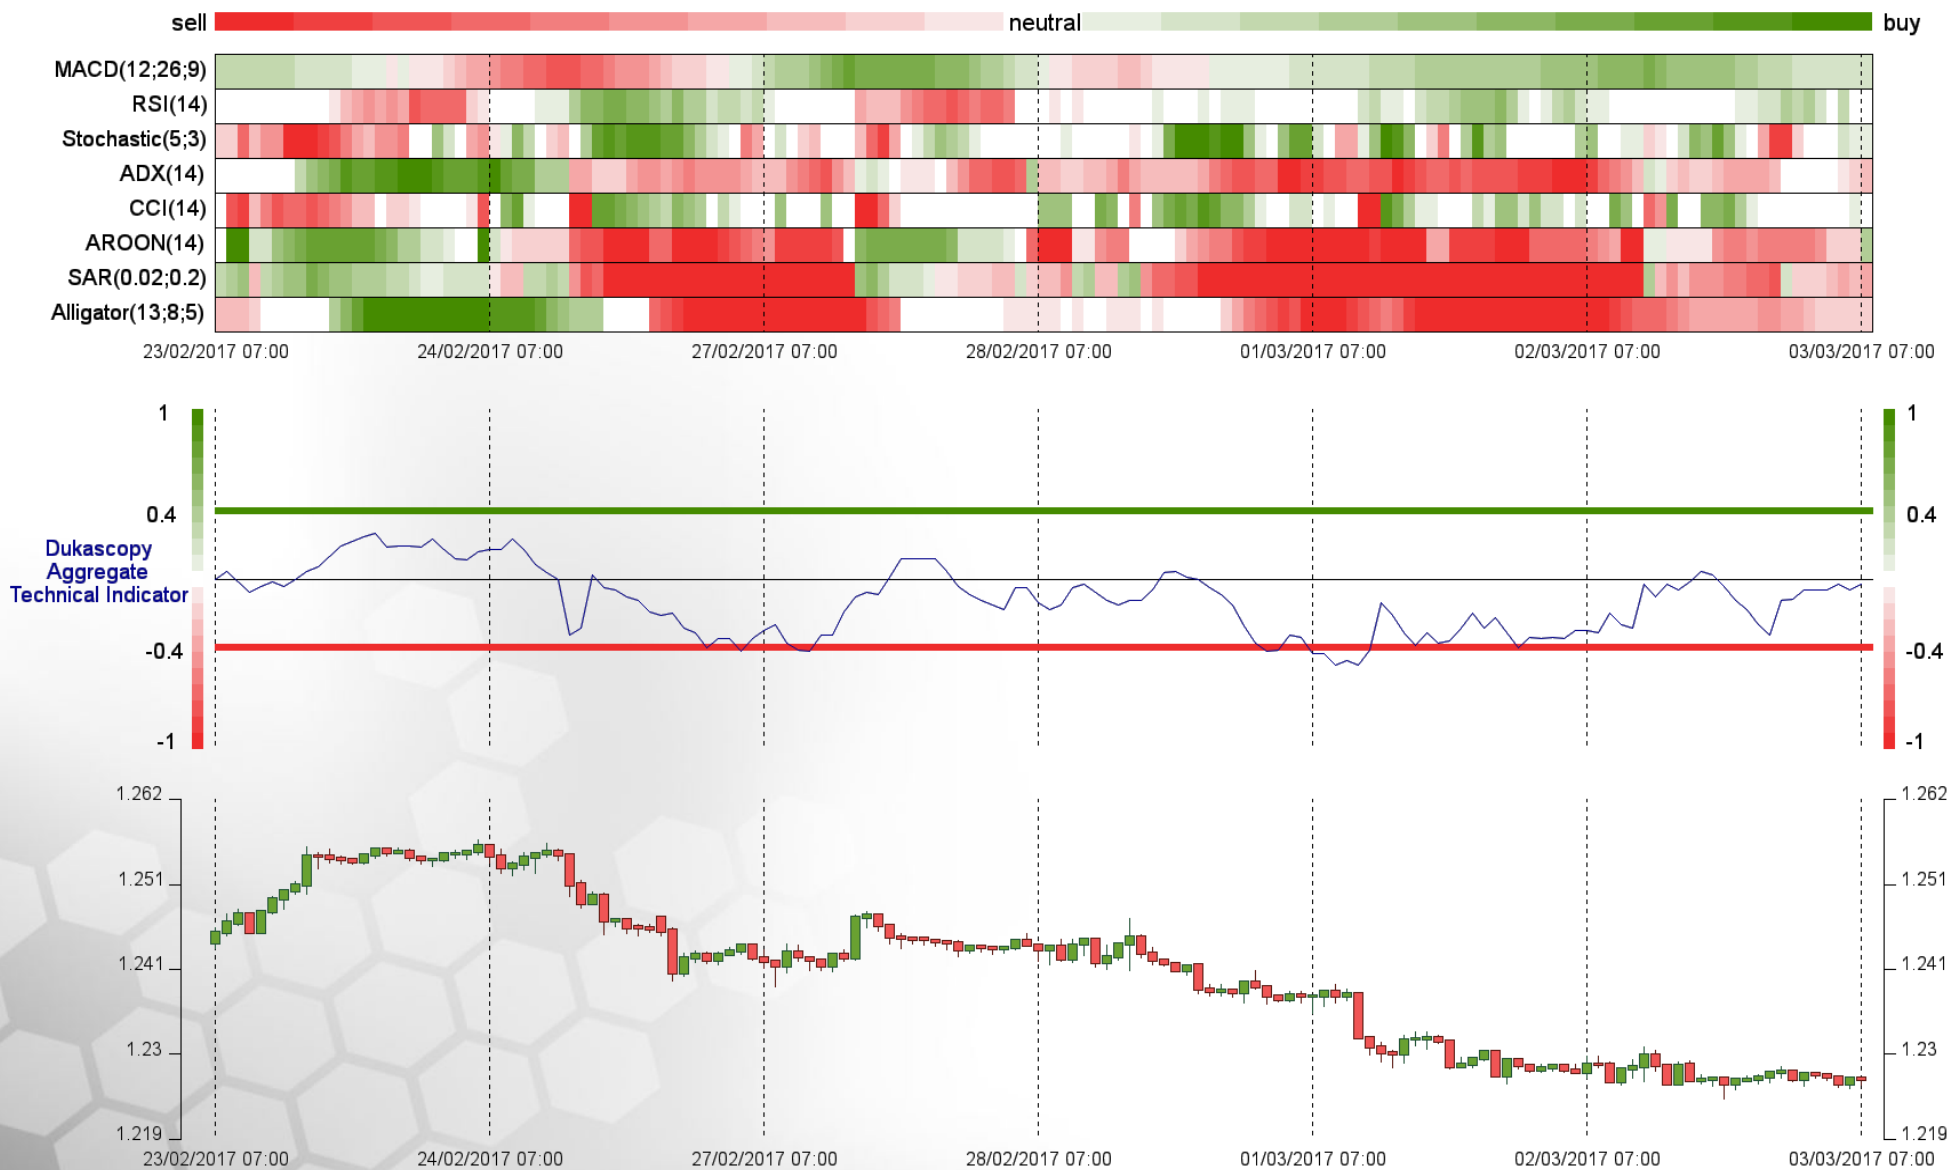 sell neutral buy
MACD(12;26;9)
RSI(14)
Stochastic(5;3)
ADX(14)
CCI(14)
AROON(14)
SAR(0.02;0.2)
Alligator(13;8;5)
23/02/2017 07:00 24/02/2017 07:00 27/02/2017 07:00 28/02/2017 07:00 01/03/2017 07:00 02/03/2017 07:00 03/03/2017 07:00
1 1
0.4 0.4
Dukascopy
Aggregate
Technical Indicator
-0.4 -0.4
-1 -1
1.262 1.262
1.251 1.251
1.241 1.241
1.23 1.23
1.219 1.219
23/02/2017 07:00 24/02/2017 07:00 27/02/2017 07:00 28/02/2017 07:00 01/03/2017 07:00 02/03/2017 07:00 03/03/2017 07:00